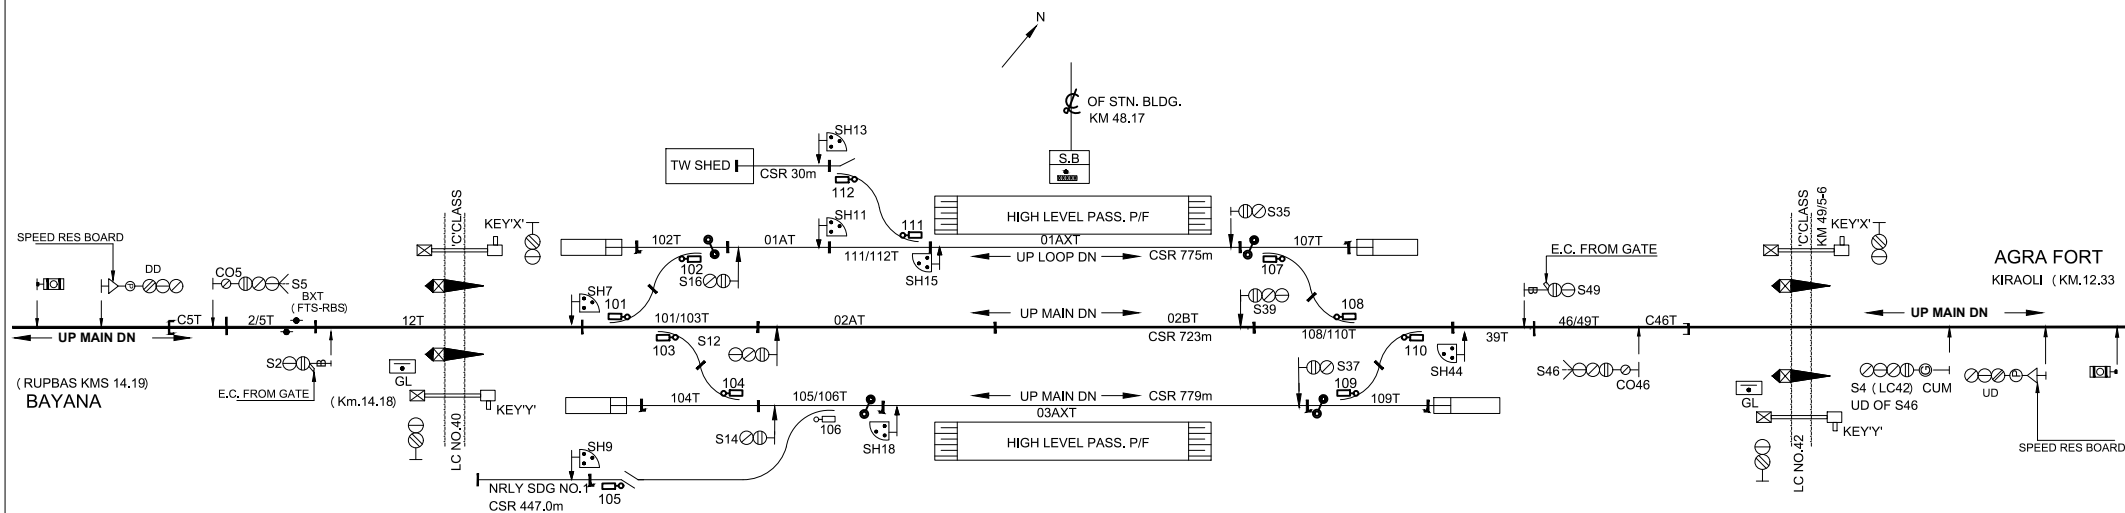 N
OF STN. BLDG.
KM 48.17
S.B
SH13
TW SHED
CSR 30m
112
HIGH LEVEL PASS. P/F
'C'CLASS
KEY'X'
SH11
111
S35
'C'CLASS
KM 49/5-6
KEY'X'
SPEED RES BOARD
102T
01AT
111/112T
01AXT
107T
E.C. FROM GATE
AGRA FORT
KIRAOLI (KM.12.33
DD
CO5
S5
BXT
(FTS-RBS)
102
S16
SH15
UP LOOP DN
CSR 775m
107
P
SH7
101
S39
108
B
S49
C5T
2/5T
12T
101/103T
02AT
UP MAIN DN
02BT
46/49T
C46T
UP MAIN DN
UP MAIN DN
CSR 723m
108/110T
39T
103
S12
110
SH44
S2
B
GL
S37
S46
CO46
GL
S4 (LC42)
G
CUM
P
UD
UD OF S46
(RUPBAS KMS 14.19)
BAYANA
E.C. FROM GATE
(Km.14.18)
KEY'Y'
104
109
104T
105/106T
UP MAIN DN
CSR 779m
03AXT
109T
S14
106
SH18
KEY'Y'
LC NO.40
SH9
HIGH LEVEL PASS. P/F
LC NO.42
SPEED RES BOARD
NRLY SDG NO.1
105
CSR 447.0m